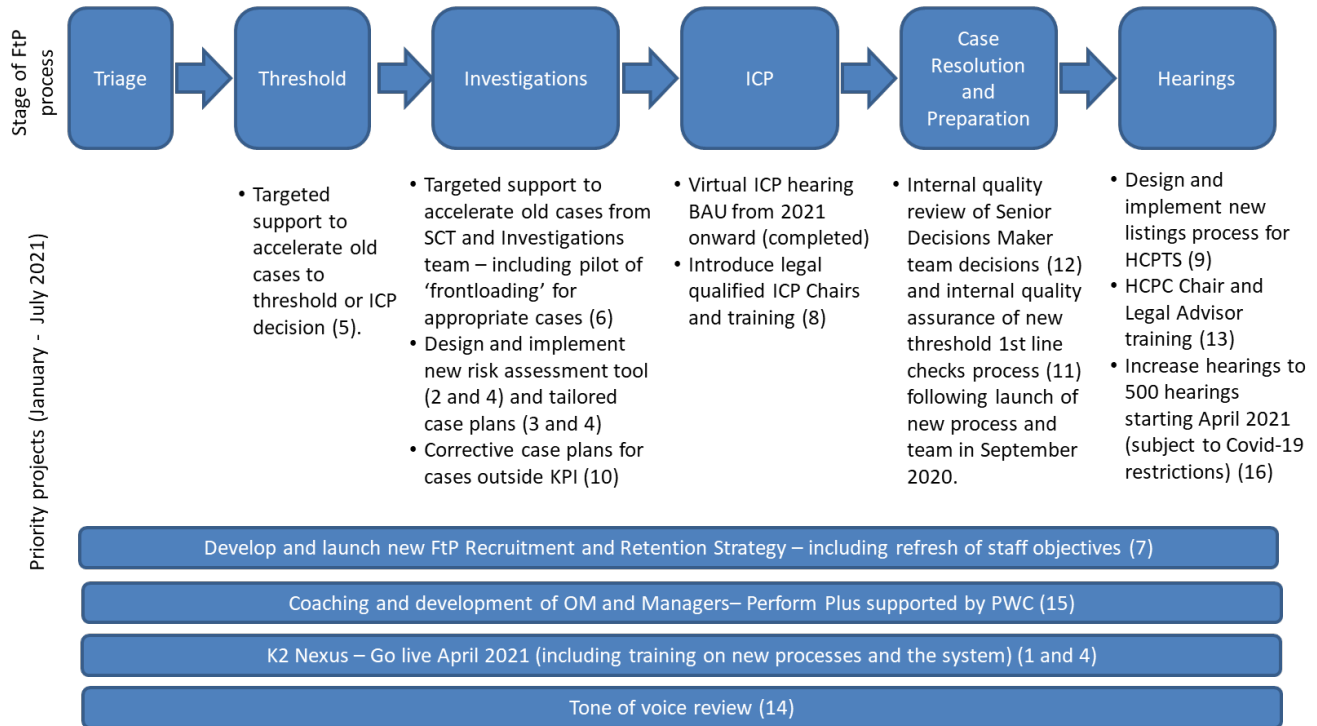 Stage of FtP
process
Triage
Threshold
Investigations
ICP
Case
Resolution
and
Preparation
Hearings
Priority projects (January - July 2021)
• Targeted
support to
accelerate old
cases to
threshold or ICP
decision (5).
• Targeted support to
accelerate old cases from
SCT and Investigations
team – including pilot of
‘frontloading’ for
appropriate cases (6)
• Design and implement
new risk assessment tool
(2 and 4) and tailored
case plans (3 and 4)
• Corrective case plans for
cases outside KPI (10)
• Virtual ICP hearing
BAU from 2021
onward (completed)
• Introduce legal
qualified ICP Chairs
and training (8)
• Internal quality
review of Senior
Decisions Maker
team decisions (12)
and internal quality
assurance of new
threshold 1st line
checks process (11)
following launch of
new process and
team in September
2020.
• Design and
implement new
listings process for
HCPTS (9)
• HCPC Chair and
Legal Advisor
training (13)
• Increase hearings to
500 hearings
starting April 2021
(subject to Covid-19
restrictions) (16)
Develop and launch new FtP Recruitment and Retention Strategy – including refresh of staff objectives (7)
Coaching and development of OM and Managers– Perform Plus supported by PWC (15)
K2 Nexus – Go live April 2021 (including training on new processes and the system) (1 and 4)
Tone of voice review (14)